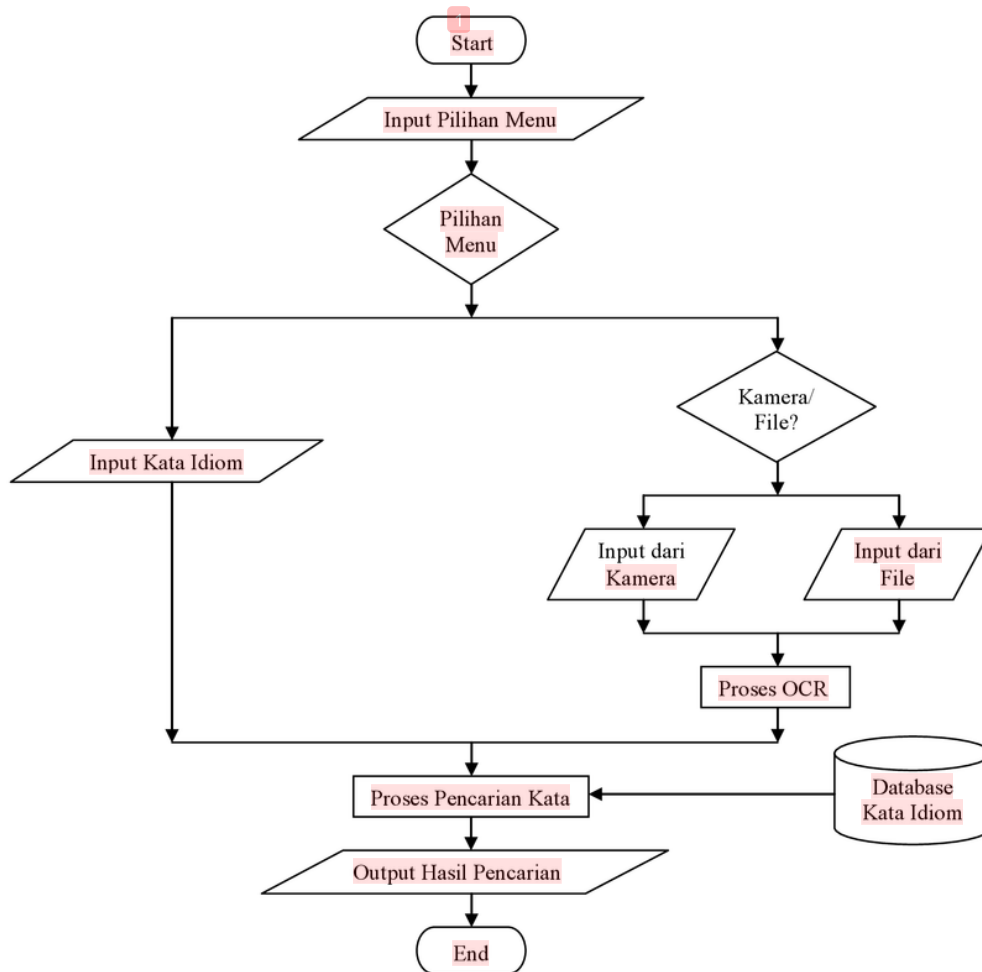 1
Start
Input Pilihan Menu
Pilihan
Menu
Kamera/
File?
Input Kata Idiom
Input dari
Kamera
Input dari
File
Proses OCR
Proses Pencarian Kata
Database
Kata Idiom
Output Hasil Pencarian
End